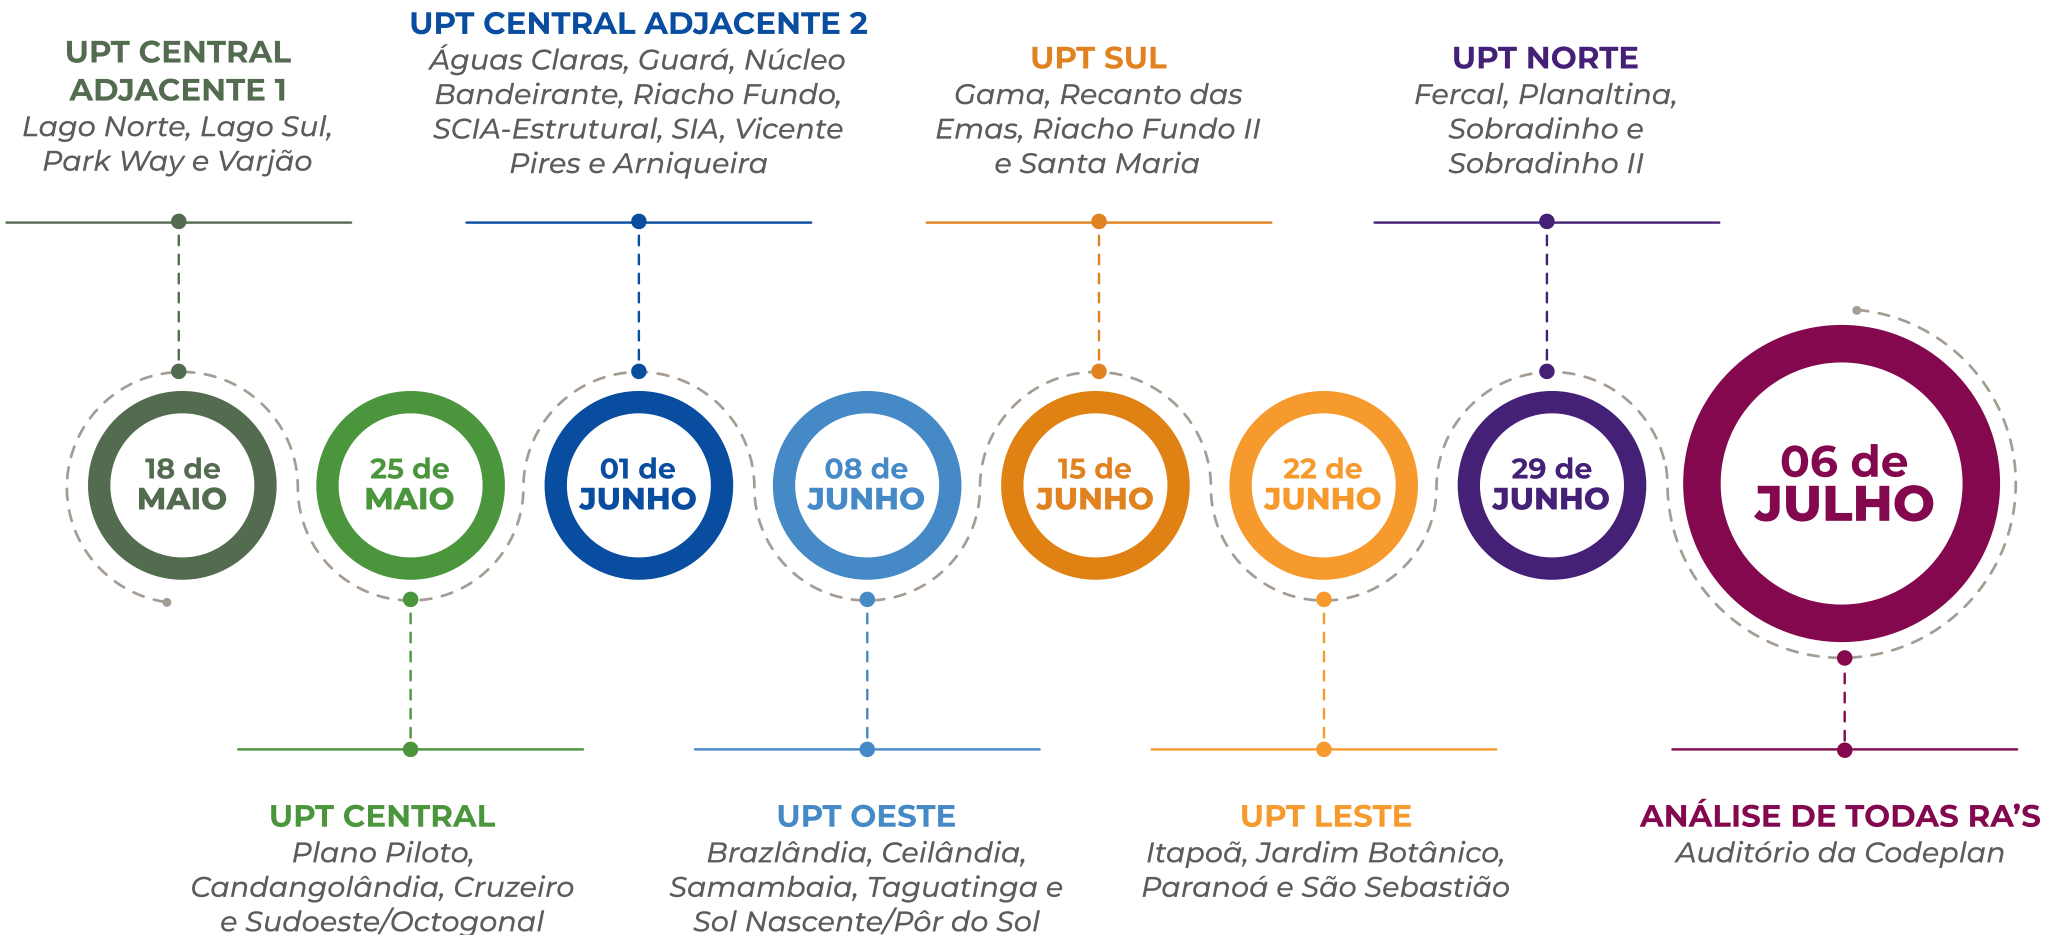 UPT CENTRAL
ADJACENTE 1
Lago Norte, Lago Sul,
Park Way e Varjão
UPT CENTRAL ADJACENTE 2
Águas Claras, Guará, Núcleo
Bandeirante, Riacho Fundo,
SCIA-Estrutural, SIA, Vicente
Pires e Arniqueira
UPT SUL
Gama, Recanto das
Emas, Riacho Fundo II
e Santa Maria
UPT NORTE
Fercal, Planaltina,
Sobradinho e
Sobradinho II
18 de
MAIO
25 de
MAIO
01 de
JUNHO
08 de
JUNHO
15 de
JUNHO
22 de
JUNHO
29 de
JUNHO
06 de
JULHO
UPT CENTRAL
Plano Piloto,
Candangolândia, Cruzeiro
e Sudoeste/Octogonal
UPT OESTE
Brazlândia, Ceilândia,
Samambaia, Taguatinga e
Sol Nascente/Pôr do Sol
UPT LESTE
Itapoã, Jardim Botânico,
Paranoá e São Sebastião
ANÁLISE DE TODAS RA’S
Auditório da Codeplan